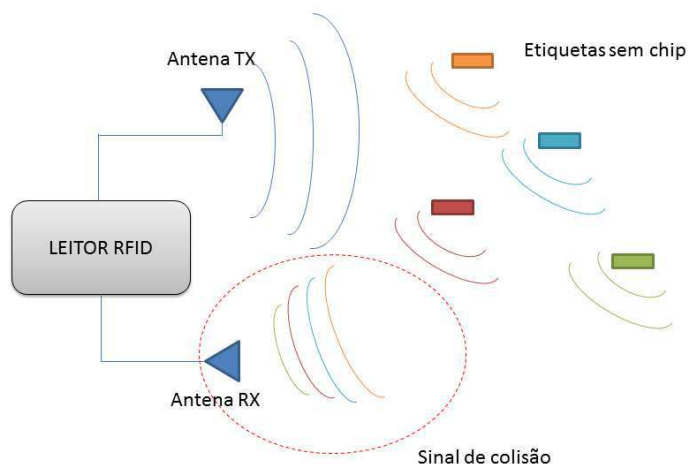 Antena TX
Etiquetas sem chip
LEITOR RFID
Antena RX
Sinal de colisão